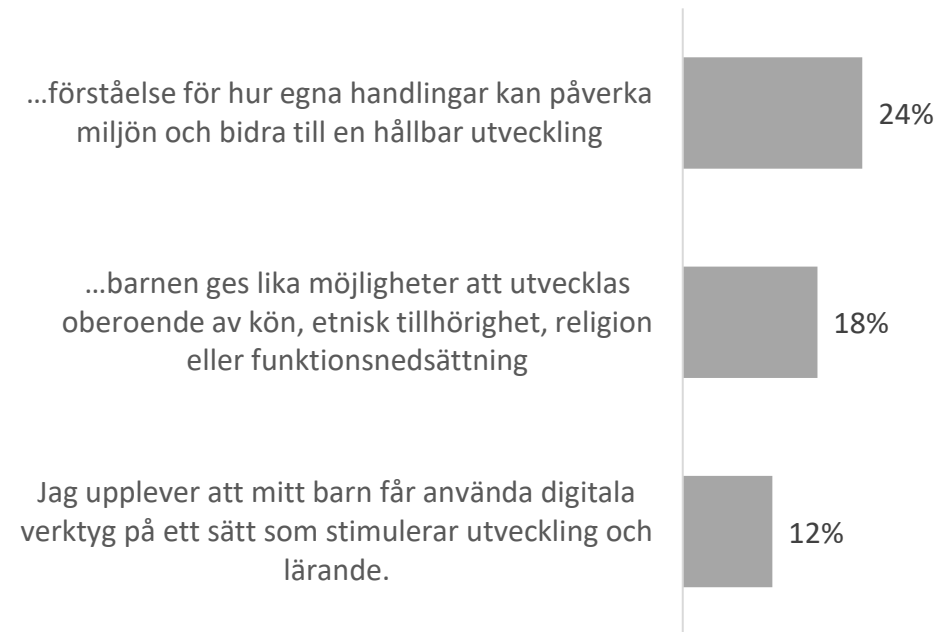 …förståelse för hur egna handlingar kan påverka
miljön och bidra till en hållbar utveckling
24%
…barnen ges lika möjligheter att utvecklas
oberoende av kön, etnisk tillhörighet, religion
eller funktionsnedsättning
18%
Jag upplever att mitt barn får använda digitala
verktyg på ett sätt som stimulerar utveckling och
lärande.
12%